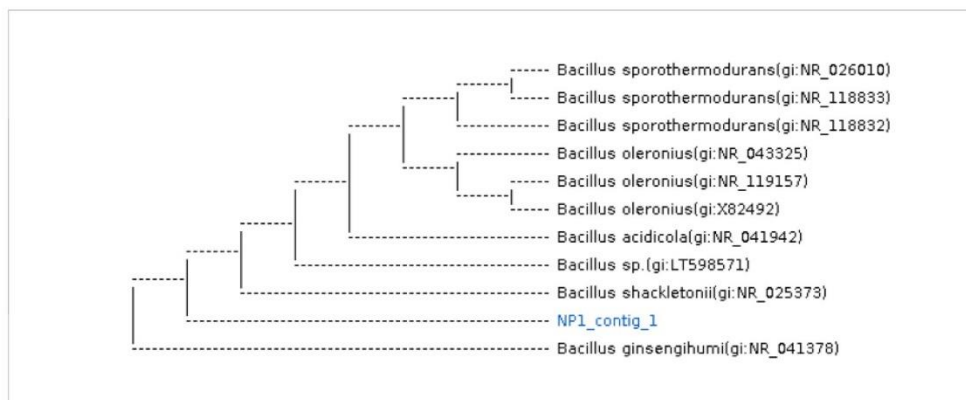 Bacillus sporothermodurans(gi:NR_026010)
Bacillus sporothermodurans(gi:NR_118833)
Bacillus sporothermodurans(gi:NR_118832)
Bacillus oleronius(gi:NR_043325)
Bacillus oleronius(gi:NR_119157)
Bacillus oleronius(gi:X82492)
Bacillus acidicola(gi:NR_041942)
Bacillus sp.(gi:LT598571)
Bacillus shackletonii(gi:NR_025373)
NP1_contig_1
Bacillus ginsengihumi(gi:NR_041378)